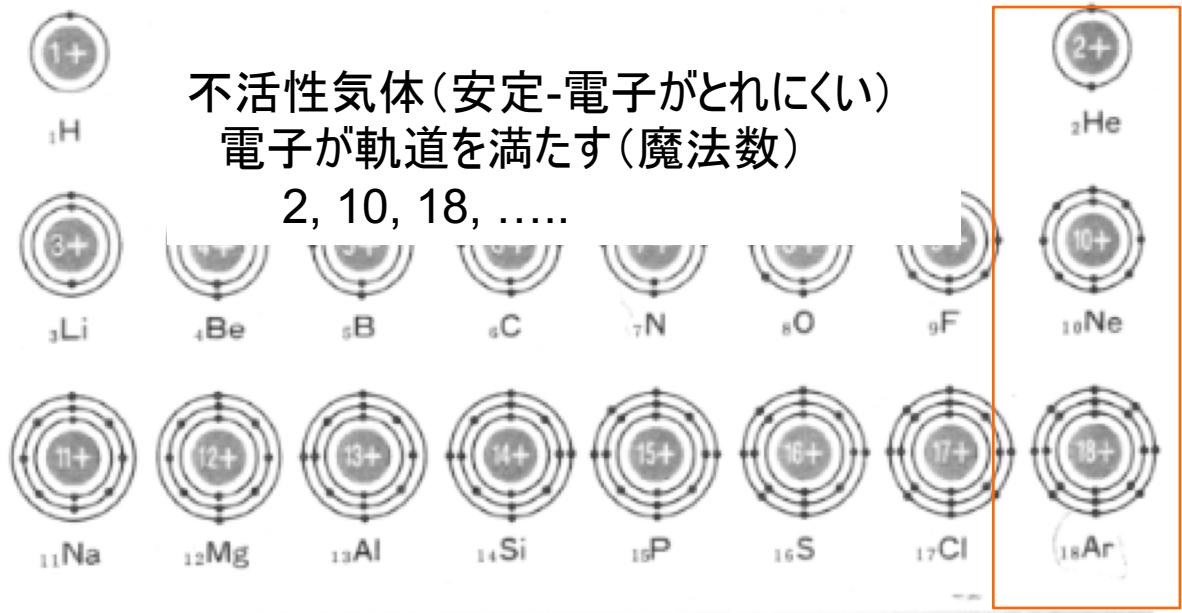 1+ 2+
不活性気体（安定-電子がとれにくい）
₁H ₂He
電子が軌道を満たす（魔法数）
2, 10, 18, …..
3+ 10+
₃Li ₄Be ₅B ₆C ₇N ₈O ₉F ₁₀Ne
11+ 12+ 13+ 14+ 15+ 16+ 17+ 18+
₁₁Na ₁₂Mg ₁₃Al ₁₄Si ₁₅P ₁₆S ₁₇Cl ₁₈Ar